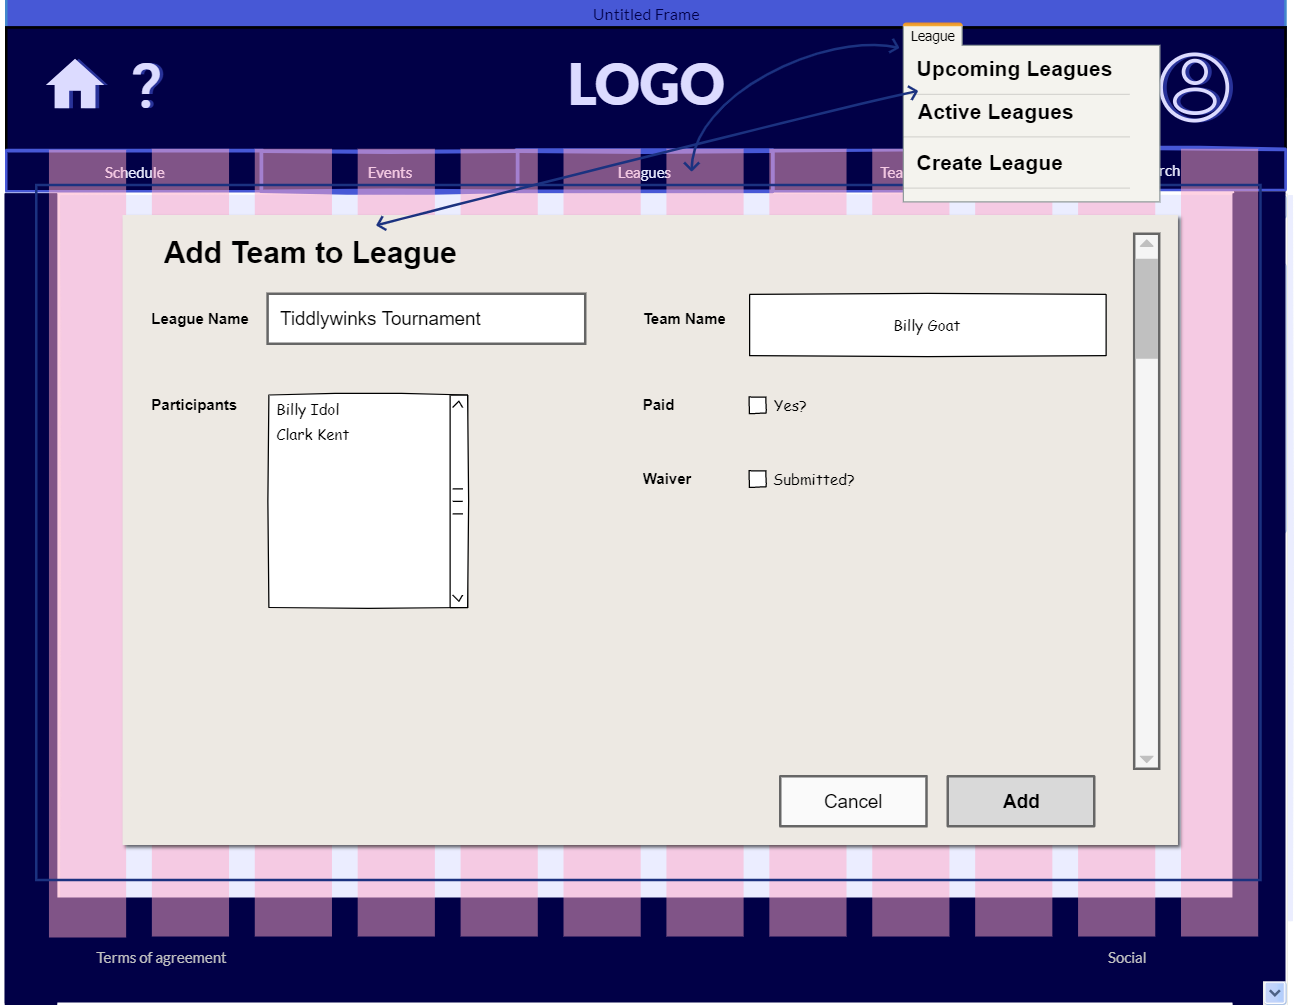 Untitled Frame
League
?
LOGO
Upcoming Leagues
Active Leagues
Create League
Schedule
Events
Leagues
Tea
rch
Add Team to League
League Name
Tiddlywinks Tournament
Team Name
Billy Goat
Participants
Billy Idol
Clark Kent
Paid
Yes?
Waiver
Submitted?
Cancel
Add
Terms of agreement
Social